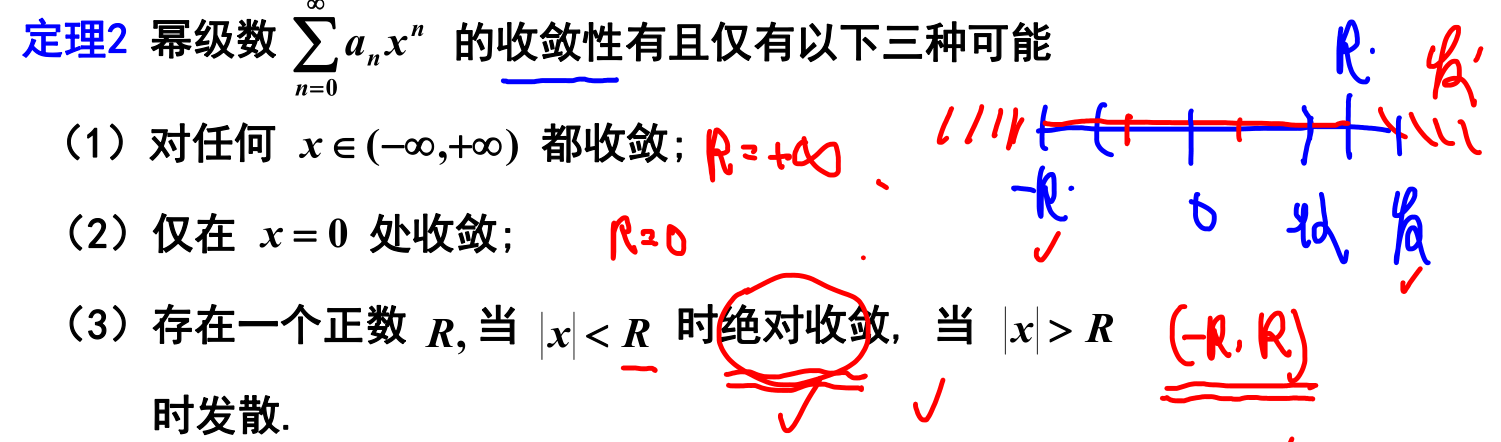 定理2 幂级数 $\sum_{n=0}^{\infty} a_n x^n$ 的收敛性有且仅有以下三种可能
R.
发
(1) 对任何 $x \in (-\infty,+\infty)$ 都收敛; R=+∞
-R. 0 收 发
(2) 仅在 $x = 0$ 处收敛; R=0
(3) 存在一个正数 $R$, 当 $|x| < R$ 时绝对收敛, 当 $|x| > R$ (-R, R)
时发散.